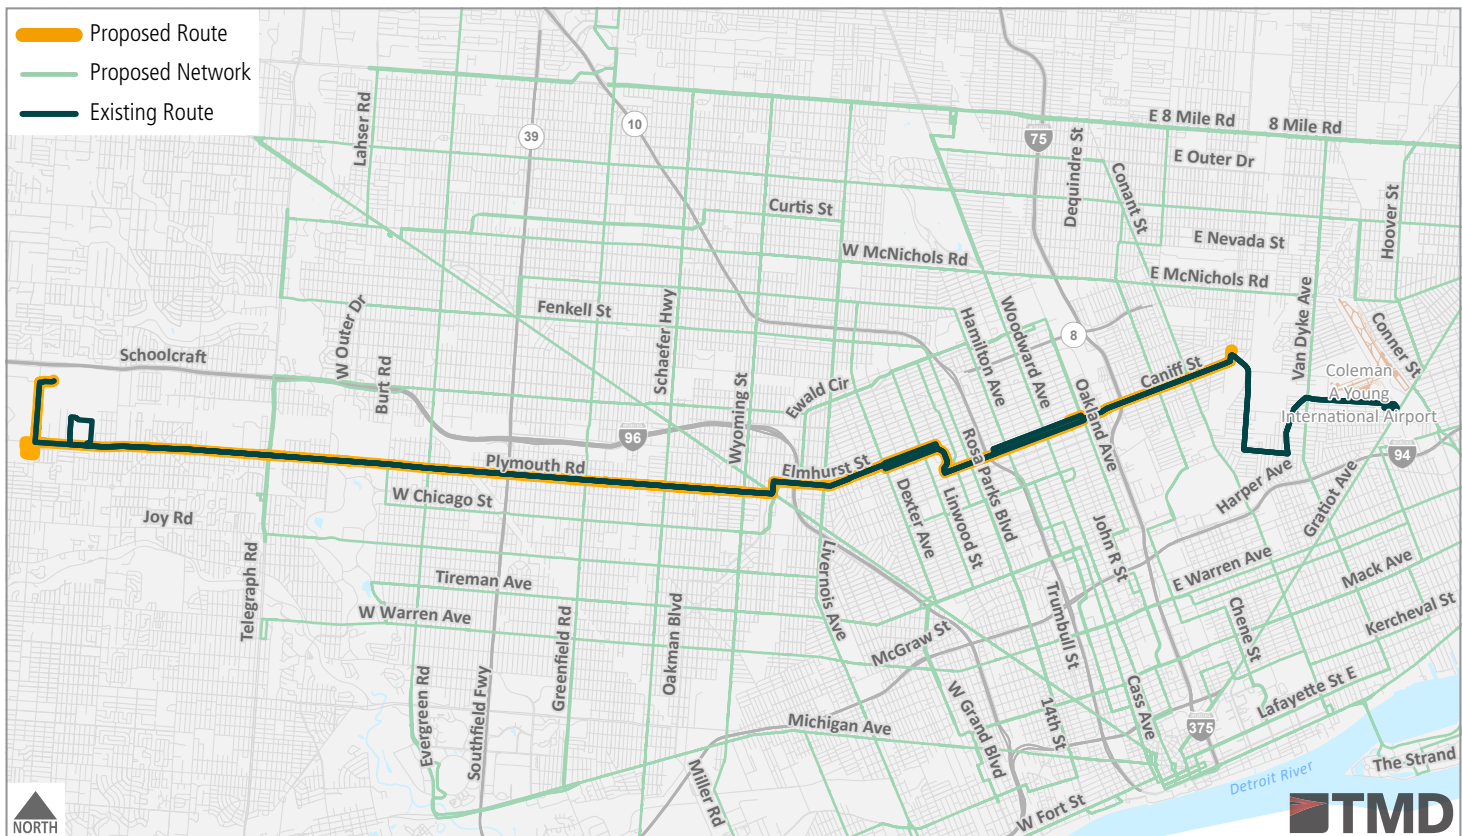 Proposed Route
Proposed Network
Existing Route
39
10
75
8
96
94
375
Lahser Rd
E 8 Mile Rd
8 Mile Rd
E Outer Dr
Dequindre St
Conant St
Hoover St
Curtis St
E Nevada St
W McNichols Rd
E McNichols Rd
Van Dyke Ave
Conner St
Schoolcraft
W Outer Dr
Burt Rd
Fenkell St
Schaefer Hwy
Wyoming St
Ewald Cir
Hamilton Ave
Woodward Ave
Oakland Ave
Caniff St
Coleman
A Young
International Airport
Plymouth Rd
Elmhurst St
W Chicago St
Joy Rd
Dexter Ave
Linwood St
Rosa Parks Blvd
John R St
Harper Ave
Gratiot Ave
Telegraph Rd
Tireman Ave
W Warren Ave
Livernois Ave
McGraw St
Trumbull St
E Warren Ave
Chene St
Mack Ave
Kercheval St
Lafayette St E
Evergreen Rd
Southfield Fwy
Greenfield Rd
Oakman Blvd
Michigan Ave
Miller Rd
W Grand Blvd
14th St
Cass Ave
W Fort St
Detroit River
The Strand
NORTH
TMD